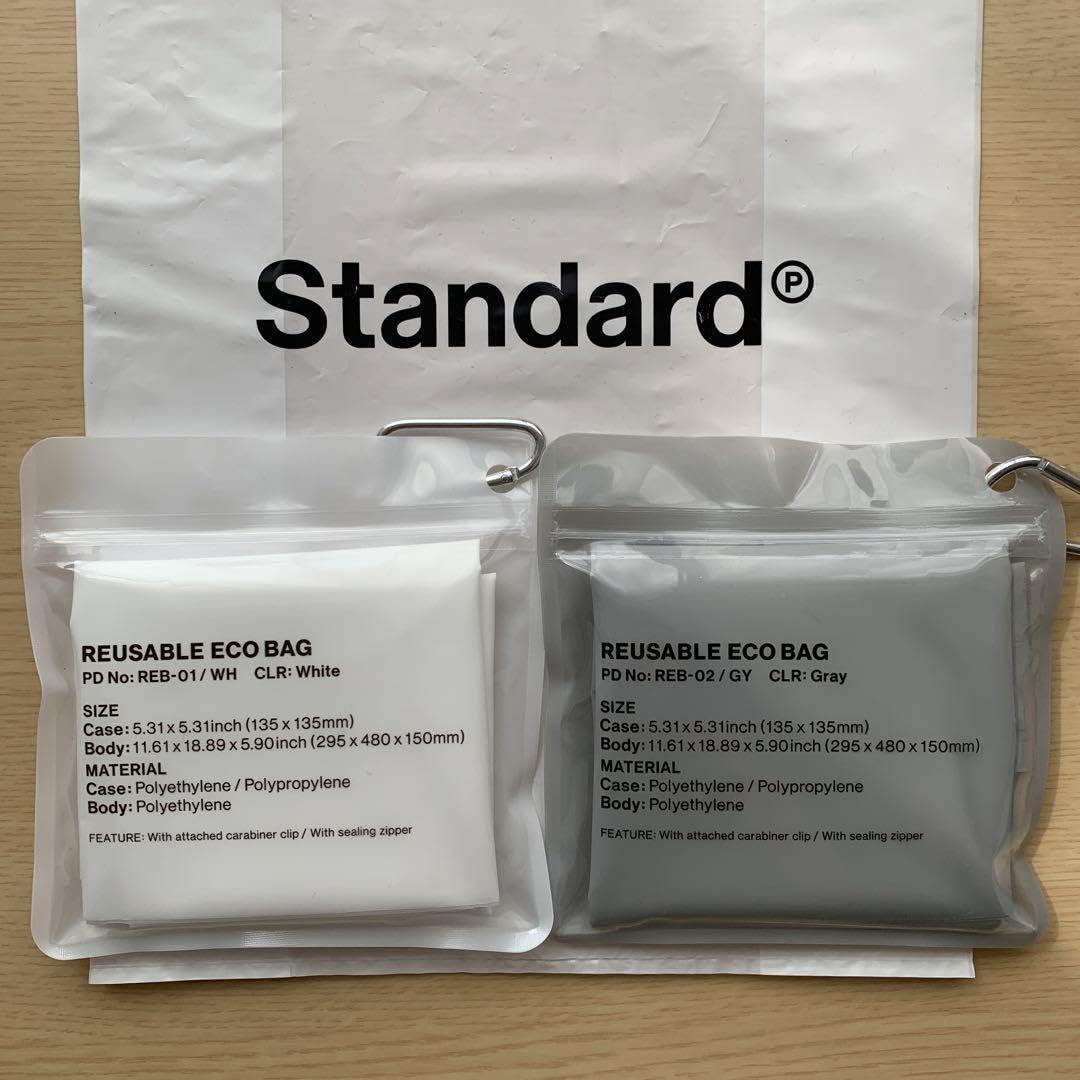 Standard Ⓟ
REUSABLE ECO BAG
PD No: REB-01 / WH CLR: White
SIZE
Case: 5.31 x 5.31inch (135 x 135mm)
Body: 11.61 x 18.89 x 5.90inch (295 x 480 x 150mm)
MATERIAL
Case: Polyethylene / Polypropylene
Body: Polyethylene
FEATURE: With attached carabiner clip / With sealing zipper
REUSABLE ECO BAG
PD No: REB-02 / GY CLR: Gray
SIZE
Case: 5.31 x 5.31inch (135 x 135mm)
Body: 11.61 x 18.89 x 5.90inch (295 x 480 x 150mm)
MATERIAL
Case: Polyethylene / Polypropylene
Body: Polyethylene
FEATURE: With attached carabiner clip / With sealing zipper